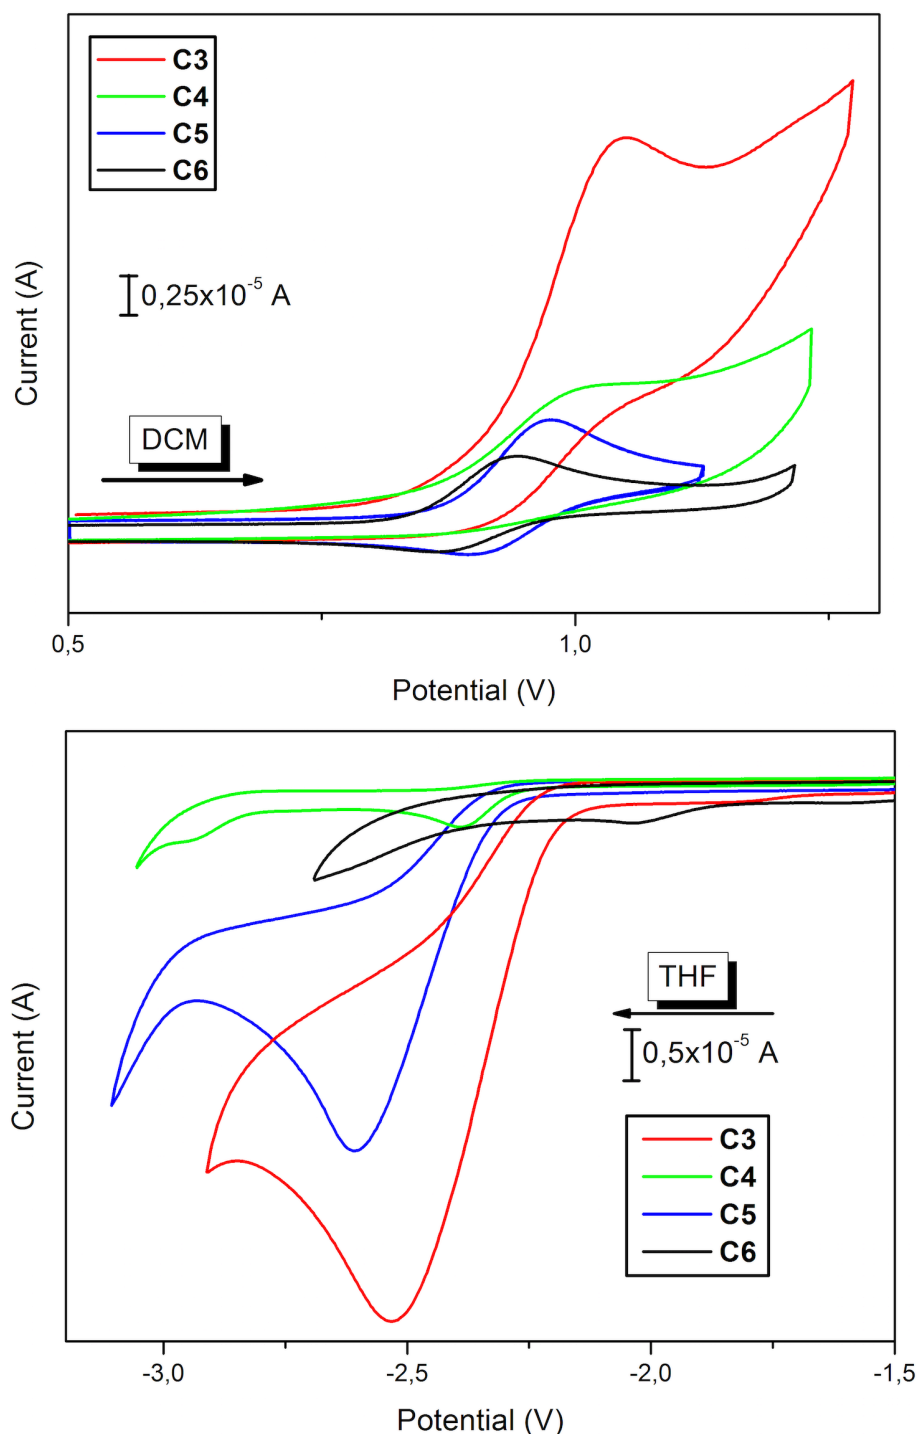 C3
C4
C5
C6
0,25x10⁻⁵ A
Current (A)
DCM
0,5
1,0
Potential (V)
THF
0,5x10⁻⁵ A
Current (A)
C3
C4
C5
C6
-3,0
-2,5
-2,0
-1,5
Potential (V)